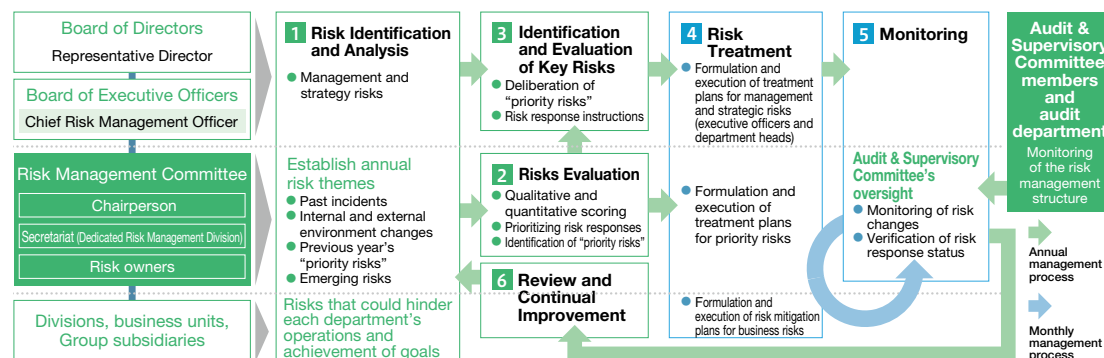 Board of Directors
Representative Director
Board of Executive Officers
Chief Risk Management Officer
Risk Management Committee
Chairperson
Secretariat (Dedicated Risk Management Division)
Risk owners
Divisions, business units,
Group subsidiaries
1 Risk Identification
and Analysis
● Management and
strategy risks
Establish annual
risk themes
● Past incidents
● Internal and external
environment changes
● Previous year's
“priority risks”
● Emerging risks
Risks that could hinder
each department's
operations and
achievement of goals
3 Identification
and Evaluation
of Key Risks
● Deliberation of
“priority risks”
● Risk response instructions
2 Risks Evaluation
● Qualitative and
quantitative scoring
● Prioritizing risk responses
● Identification of “priority risks”
6 Review and
Continual
Improvement
4 Risk
Treatment
● Formulation and
execution of treatment
plans for management
and strategic risks
(executive officers and
department heads)
● Formulation and
execution of
treatment plans
for priority risks
● Formulation and
execution of risk mitigation
plans for business risks
5 Monitoring
Audit & Supervisory
Committee's
oversight
● Monitoring of risk
changes
● Verification of risk
response status
Audit &
Supervisory
Committee
members
and
audit
department
Monitoring
of the risk
management
structure
Annual
management
process
Monthly
management
process